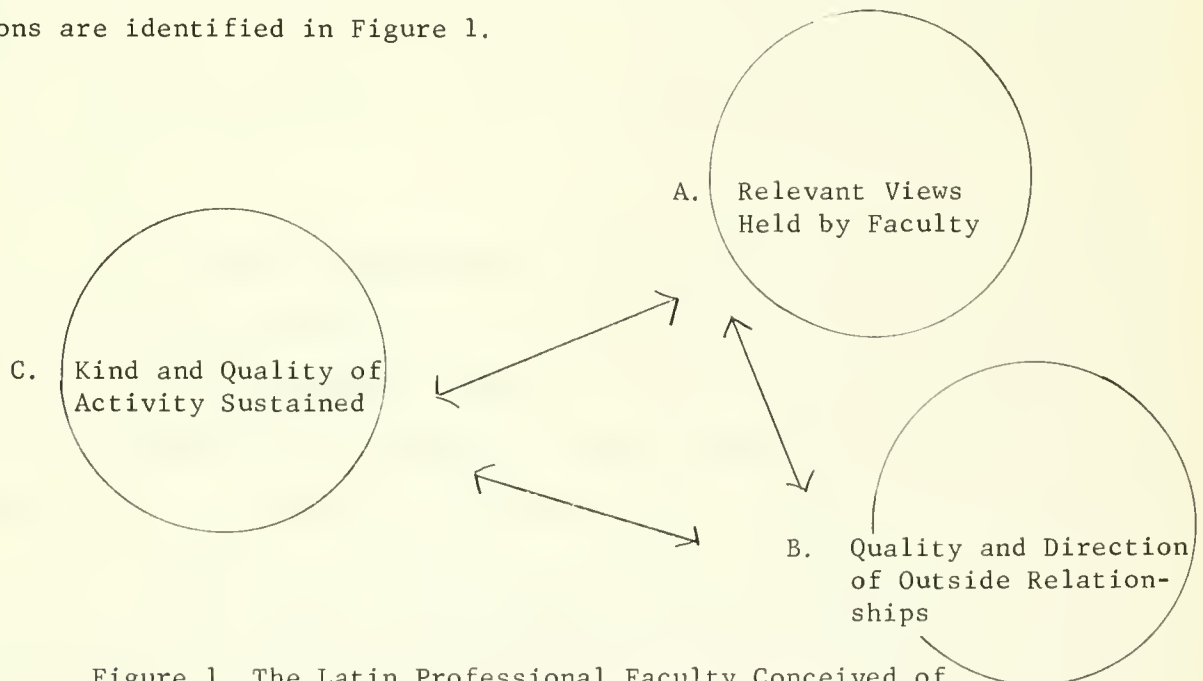 ons are identified in Figure 1.
A. Relevant Views
Held by Faculty
C. Kind and Quality of
Activity Sustained
B. Quality and Direction
of Outside Relation-
ships
Figure 1. The Latin Professional Faculty Conceived of